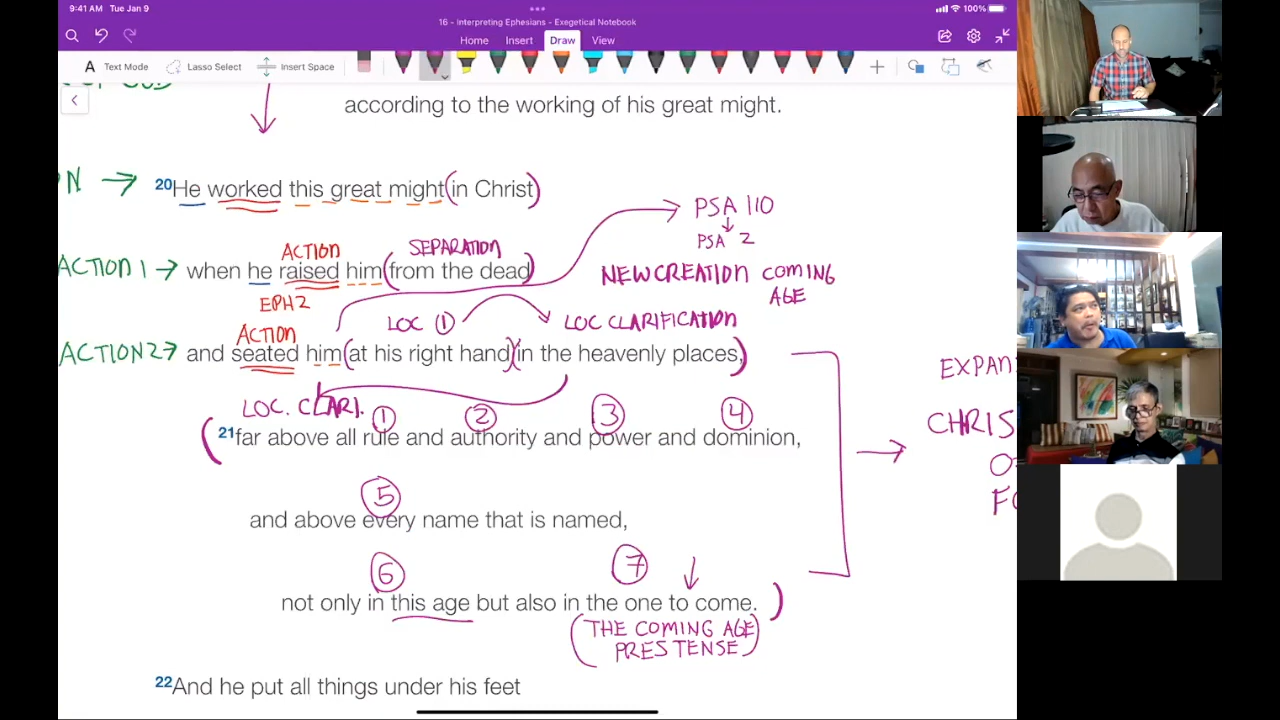 9:41 AM Tue Jan 9
100%
16 - Interpreting Ephesians - Exegetical Notebook
Home Insert Draw View
Text Mode Lasso Select Insert Space
according to the working of his great might.
N → 20He worked this great might (in Christ)
PSA 110
PSA 2
ACTION SEPARATION
ACTION 1 → when he raised him (from the dead)
NEW CREATION COMING AGE
EPH 2
LOC ① LOC CLARIFICATION
ACTION
ACTION 2 → and seated him (at his right hand)(in the heavenly places,)
EXPAN
LOC. CLARI. ① ② ③ ④
CHRIS
(21far above all rule and authority and power and dominion,
⑤
and above every name that is named,
⑥ ⑦
not only in this age but also in the one to come. )
(THE COMING AGE
PRES TENSE)
22And he put all things under his feet